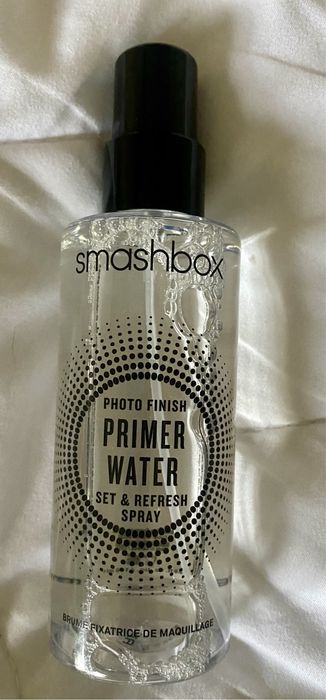 smashbox
PHOTO FINISH
PRIMER
WATER
SET & REFRESH
SPRAY
BRUME FIXATRICE DE MAQUILLAGE